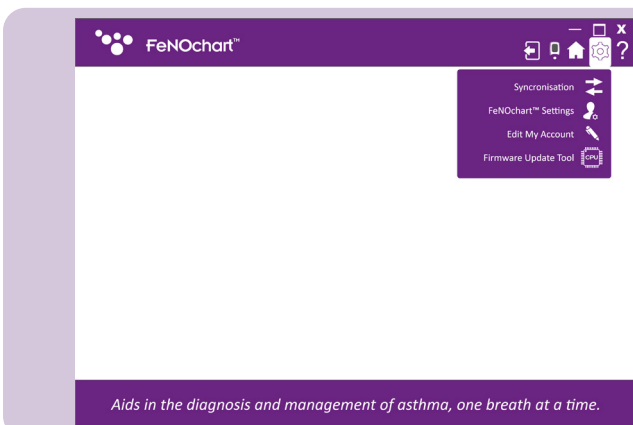 FeNOchart™
?
Syncronisation
FeNOchart™ Settings
Edit My Account
Firmware Update Tool
CPU
Aids in the diagnosis and management of asthma, one breath at a time.